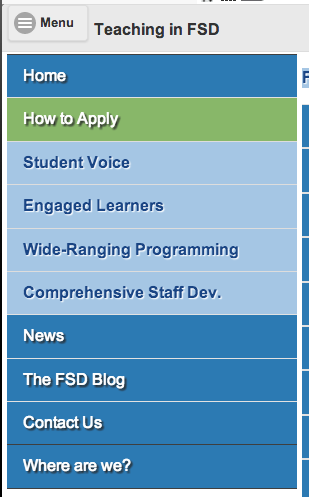 Menu
Teaching in FSD
Home
How to Apply
Student Voice
Engaged Learners
Wide-Ranging Programming
Comprehensive Staff Dev.
News
The FSD Blog
Contact Us
Where are we?